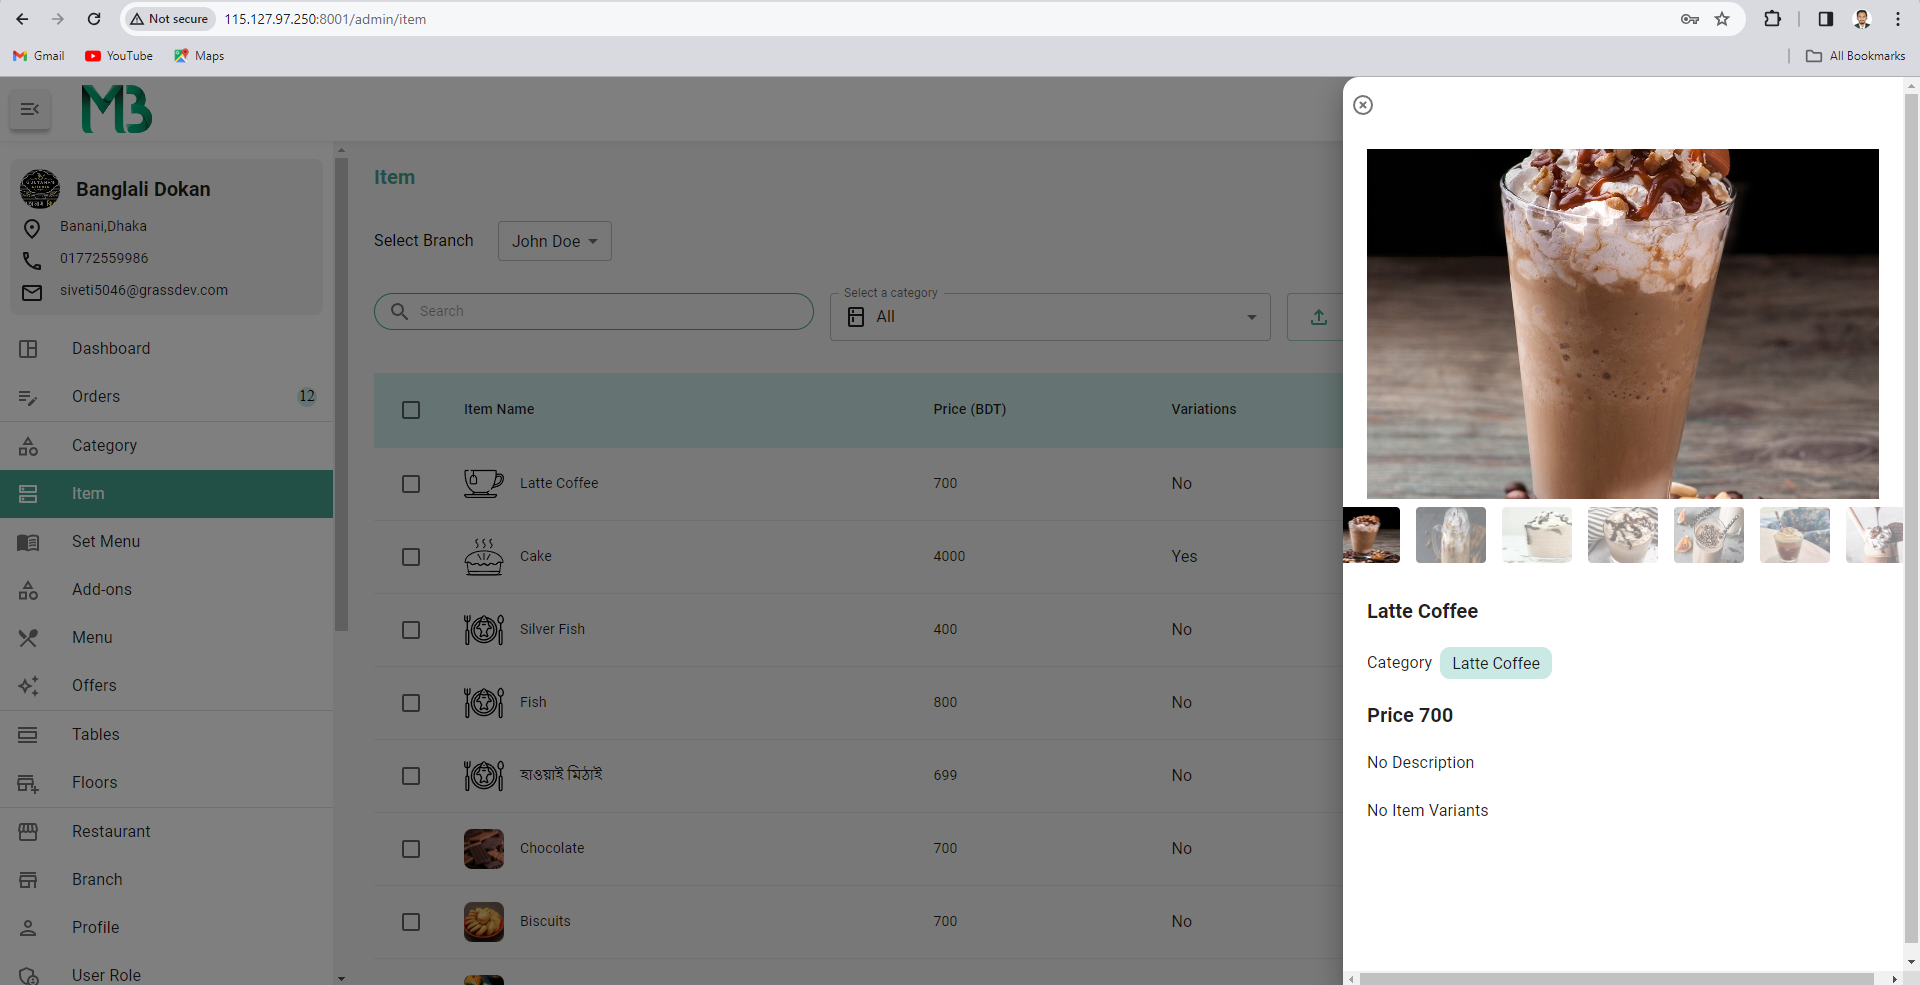 Not secure
115.127.97.250:8001/admin/item
Gmail
YouTube
Maps
All Bookmarks
MB
Banglali Dokan
Banani,Dhaka
01772559986
siveti5046@grassdev.com
Dashboard
Orders
12
Category
Item
Set Menu
Add-ons
Menu
Offers
Tables
Floors
Restaurant
Branch
Profile
User Role
Item
Select Branch
John Doe
Search
Select a category
All
Item Name Price (BDT) Variations
Latte Coffee 700 No
Cake 4000 Yes
Silver Fish 400 No
Fish 800 No
হাওয়াই মিঠাই 699 No
Chocolate 700 No
Biscuits 700 No
Latte Coffee
Category Latte Coffee
Price 700
No Description
No Item Variants